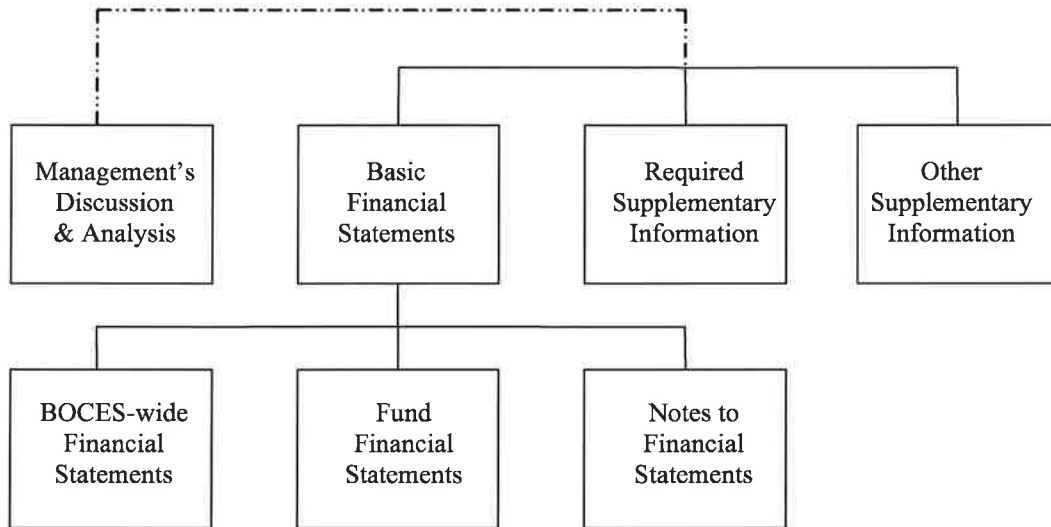 Management's
Discussion
& Analysis
Basic
Financial
Statements
Required
Supplementary
Information
Other
Supplementary
Information
BOCES-wide
Financial
Statements
Fund
Financial
Statements
Notes to
Financial
Statements